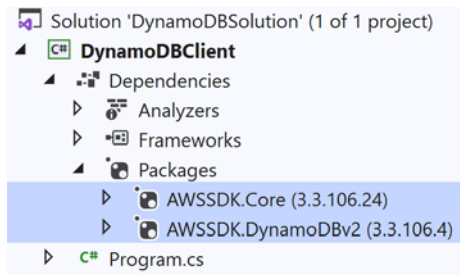 Solution 'DynamoDBSolution' (1 of 1 project)
C# DynamoDBClient
Dependencies
Analyzers
Frameworks
Packages
AWSSDK.Core (3.3.106.24)
AWSSDK.DynamoDBv2 (3.3.106.4)
C# Program.cs